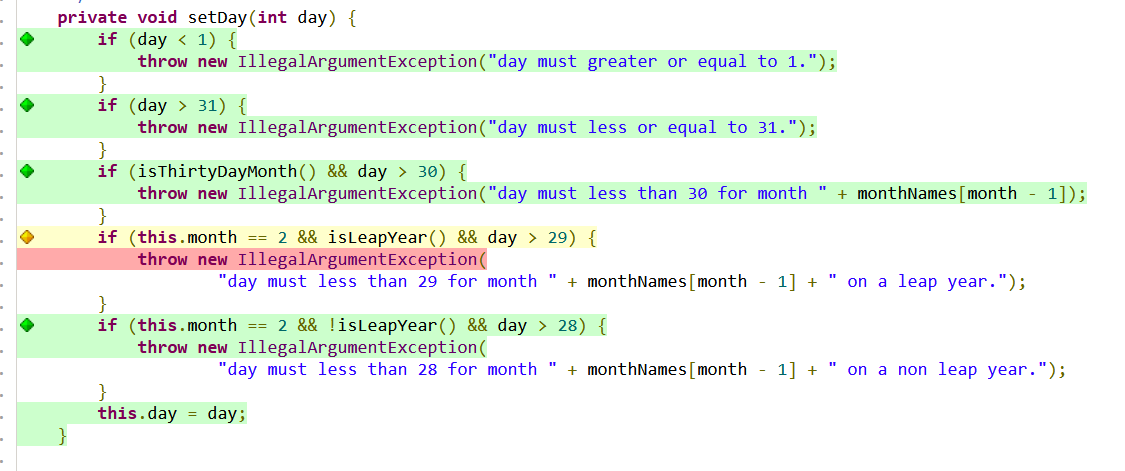 private void setDay(int day) {
if (day < 1) {
throw new IllegalArgumentException("day must greater or equal to 1.");
}
if (day > 31) {
throw new IllegalArgumentException("day must less or equal to 31.");
}
if (isThirtyDayMonth() && day > 30) {
throw new IllegalArgumentException("day must less than 30 for month " + monthNames[month - 1]);
}
if (this.month == 2 && isLeapYear() && day > 29) {
throw new IllegalArgumentException(
"day must less than 29 for month " + monthNames[month - 1] + " on a leap year.");
}
if (this.month == 2 && !isLeapYear() && day > 28) {
throw new IllegalArgumentException(
"day must less than 28 for month " + monthNames[month - 1] + " on a non leap year.");
}
this.day = day;
}